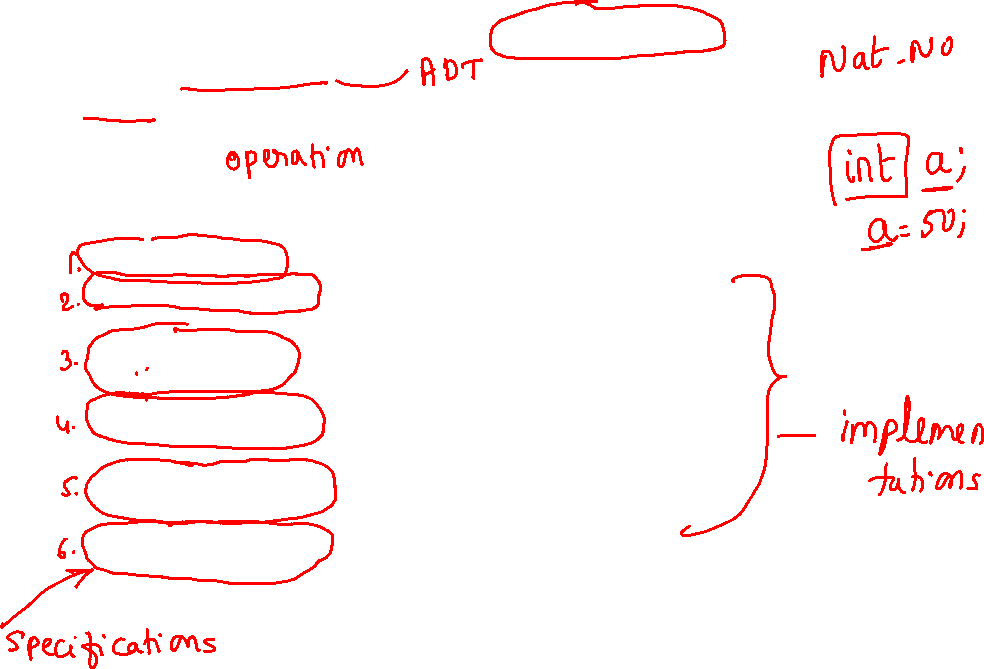 ADT
Nat-No
operation
int a;
a = 50;
1.
2.
3.
4.
5.
6.
implemen
tations
specifications